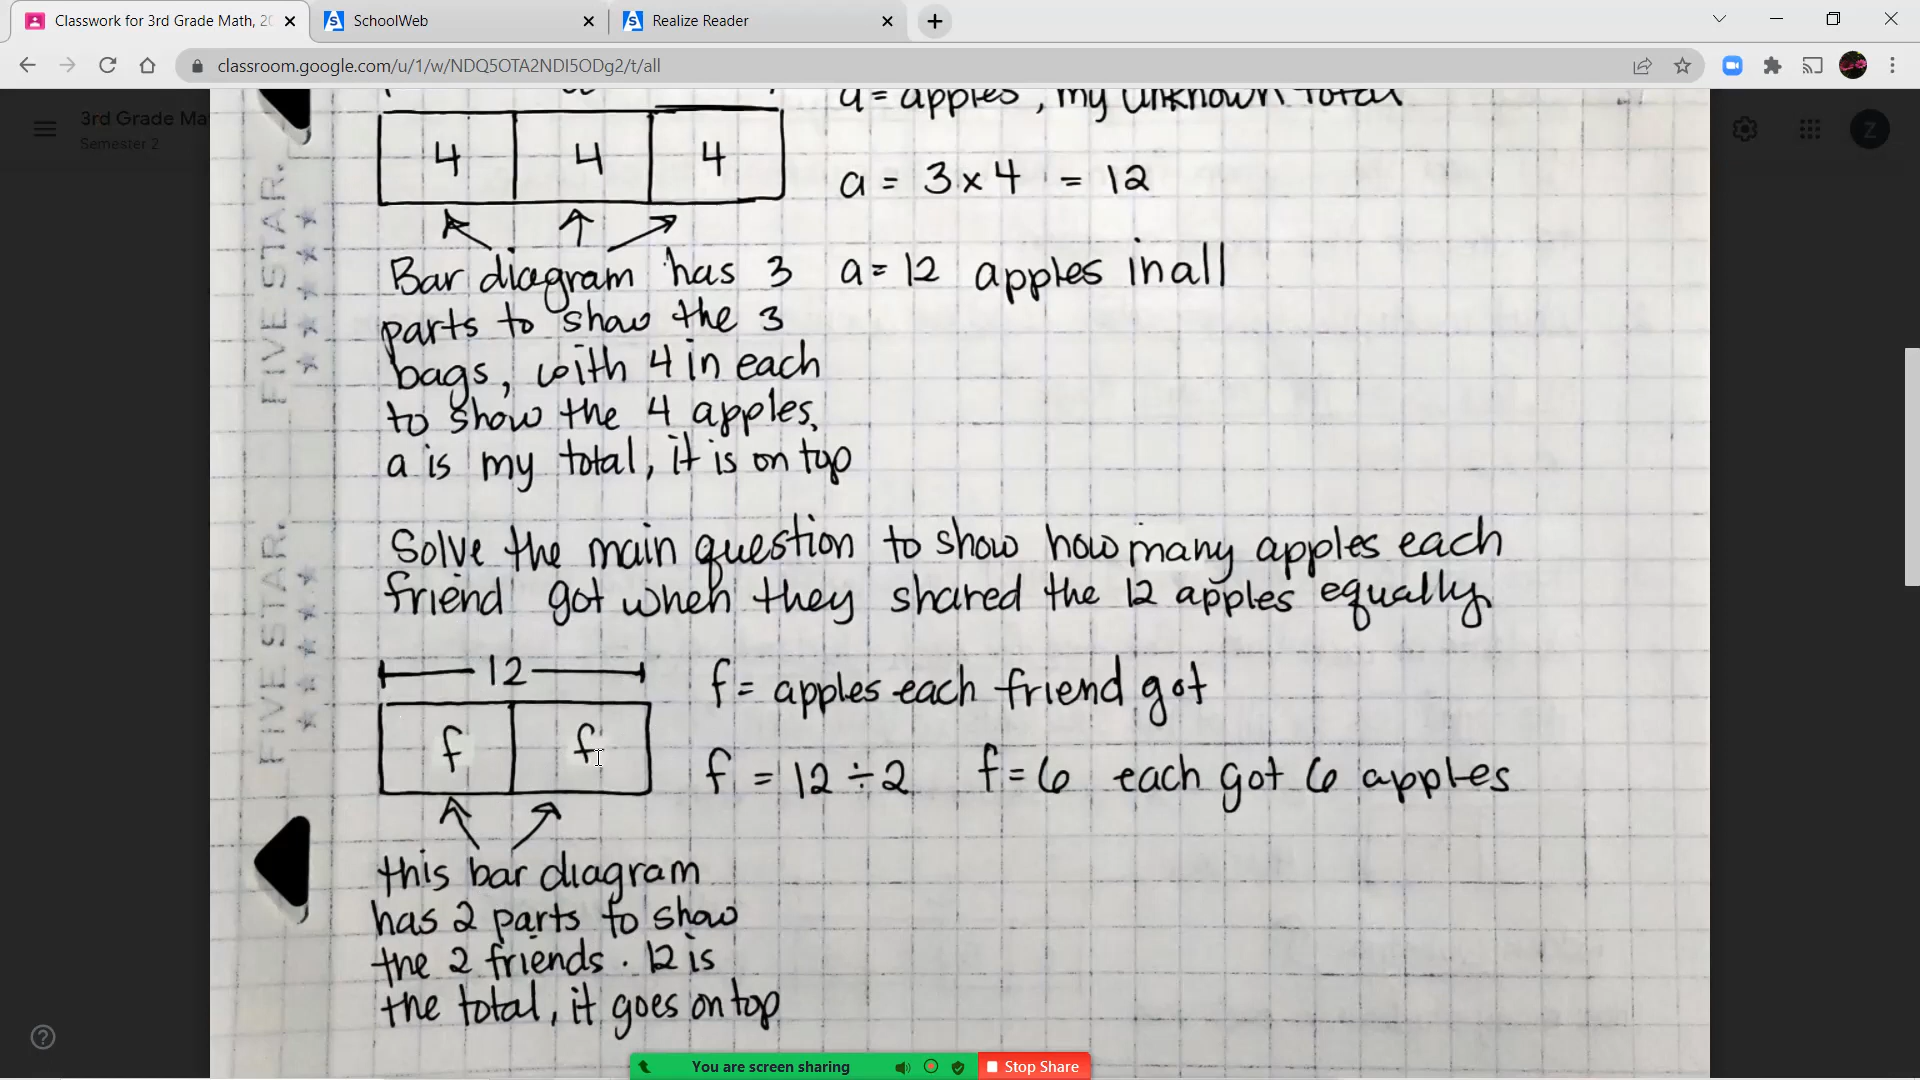 Classwork for 3rd Grade Math, 20
SchoolWeb
Realize Reader
classroom.google.com/u/1/w/NDQ5OTA2NDI5ODg2/t/all
3rd Grade Ma
Semester 2
Z
a = apples, my unknown total
4 4 4
a = 3 x 4 = 12
Bar diagram has 3
parts to show the 3
bags, with 4 in each
to show the 4 apples,
a is my total, it is on top
a = 12 apples in all
Solve the main question to show how many apples each
friend got when they shared the 12 apples equally
12
f f
f = apples each friend got
f = 12 ÷ 2 f = 6 each got 6 apples
this bar diagram
has 2 parts to show
the 2 friends. 12 is
the total, it goes on top
FIVE STAR.
FIVE STAR.
You are screen sharing
Stop Share